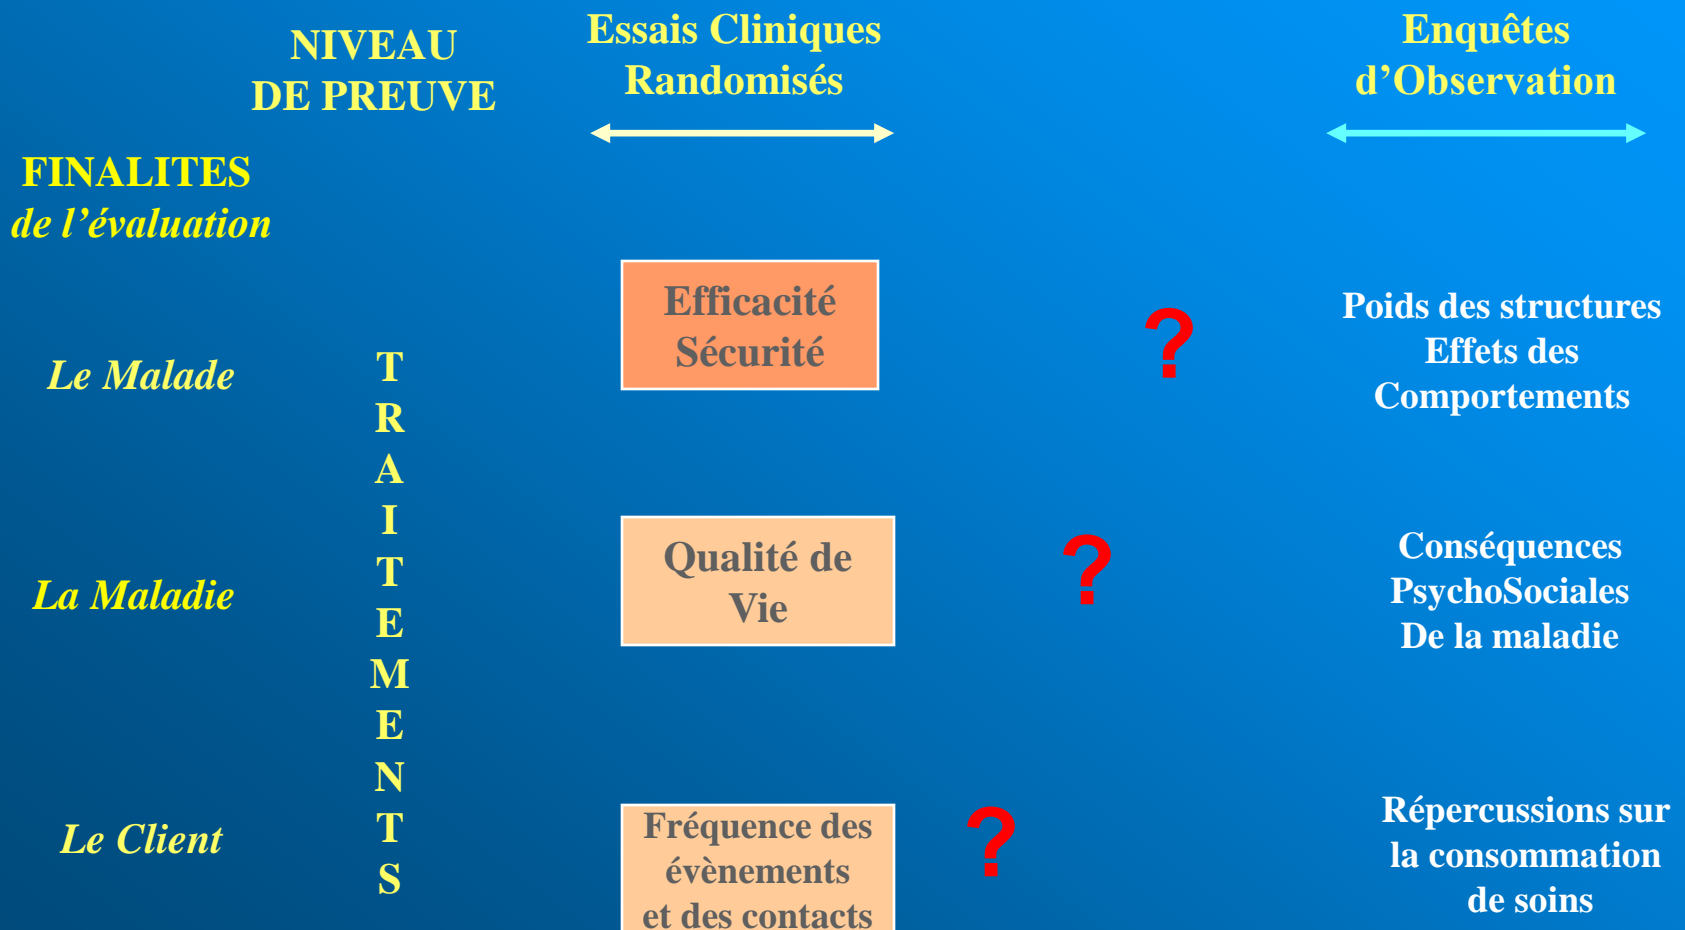 NIVEAU
DE PREUVE
Essais Cliniques
Randomisés
Enquêtes
d’Observation
FINALITES
de l’évaluation
Le Malade
La Maladie
Le Client
T
R
A
I
T
E
M
E
N
T
S
Efficacité
Sécurité
?
Poids des structures
Effets des
Comportements
Qualité de
Vie
?
Conséquences
PsychoSociales
De la maladie
Fréquence des
évènements
et des contacts
?
Répercussions sur
la consommation
de soins